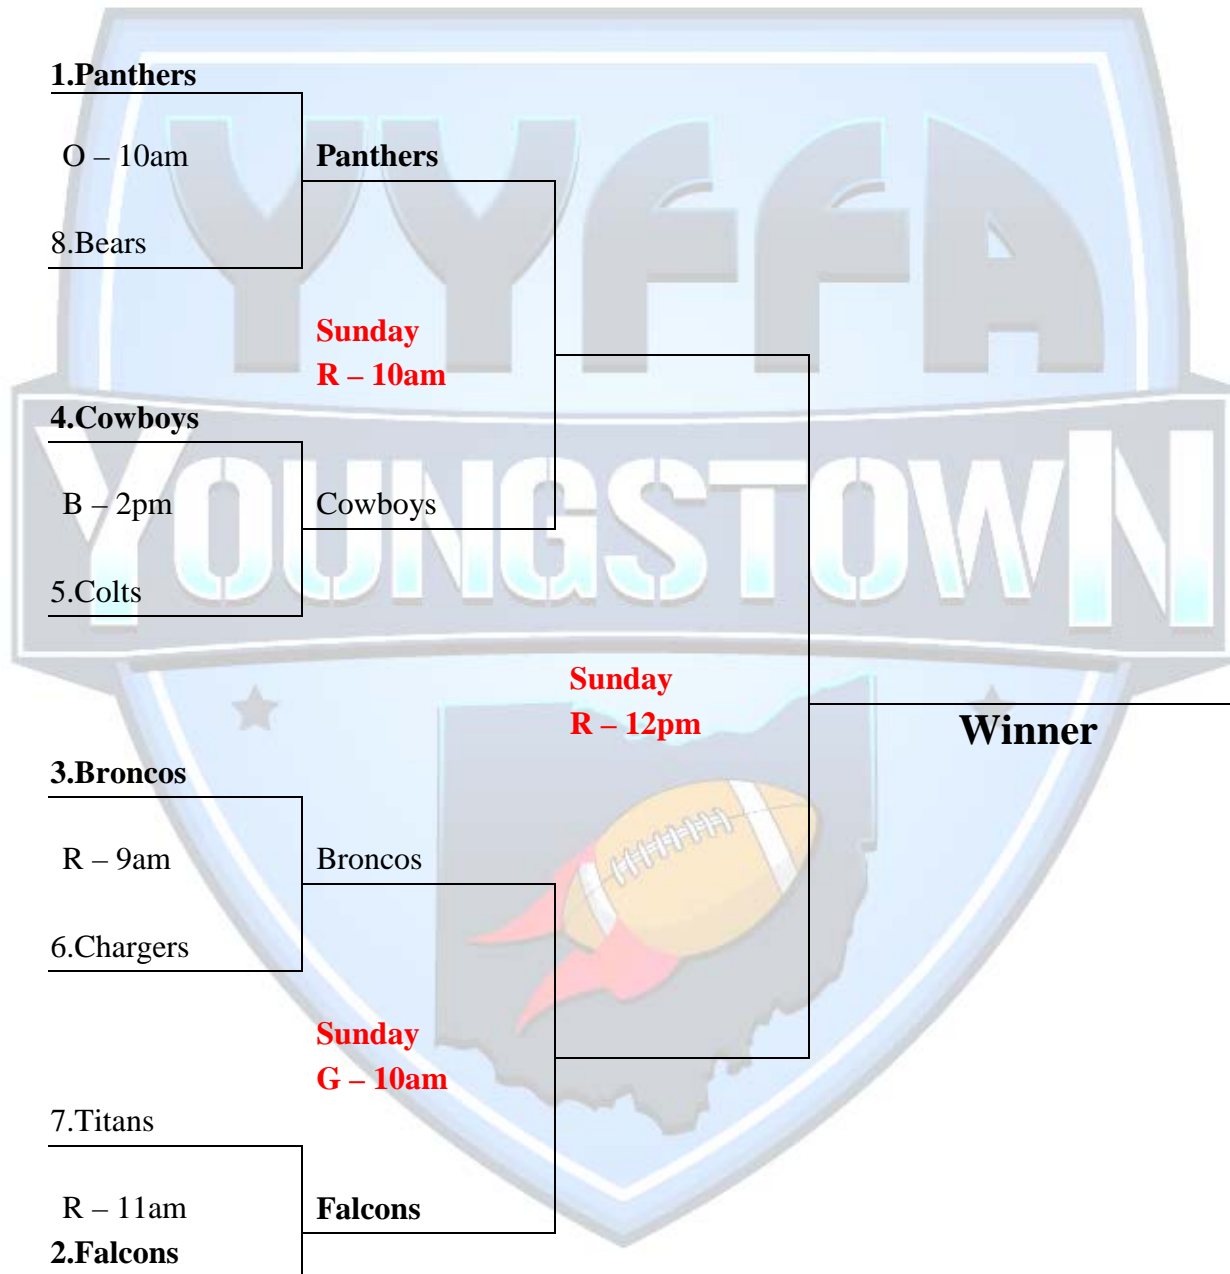 1.Panthers
O – 10am
Panthers
8.Bears
Sunday
R – 10am
4.Cowboys
B – 2pm
Cowboys
5.Colts
Sunday
R – 12pm
Winner
3.Broncos
R – 9am
Broncos
6.Chargers
Sunday
G – 10am
7.Titans
R – 11am
Falcons
2.Falcons
YYFFA
YOUNGSTOWN